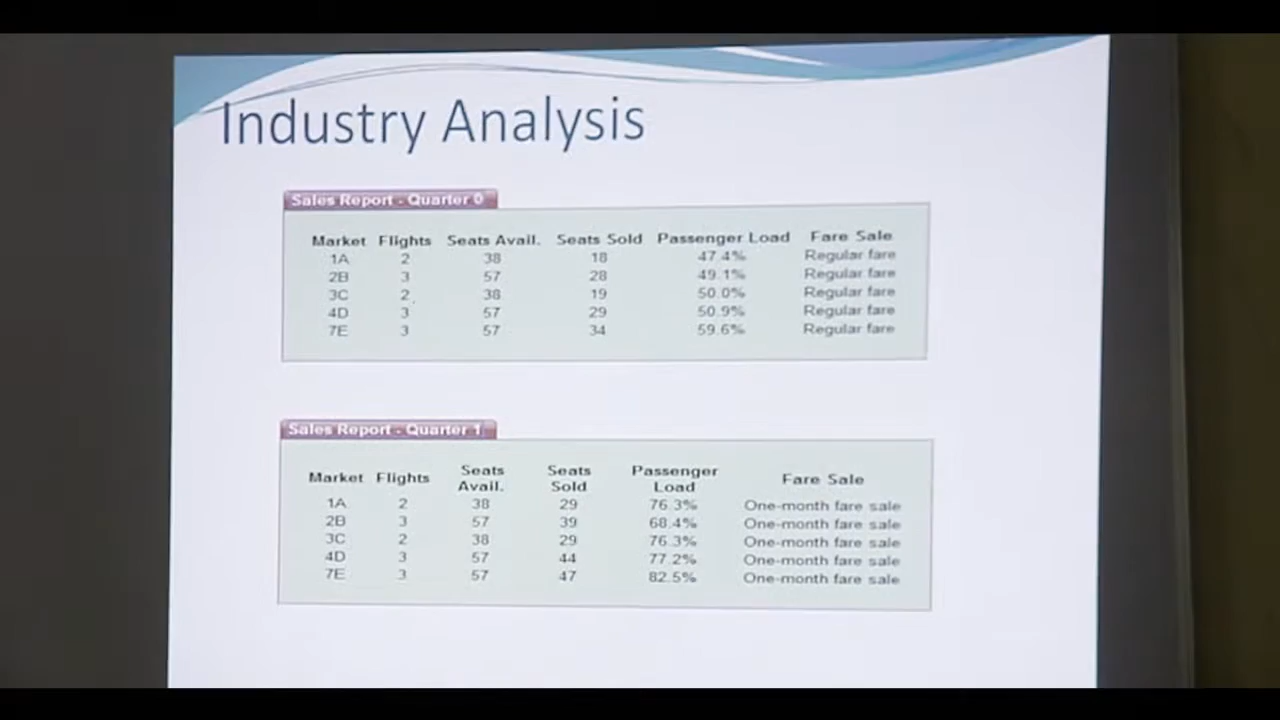 Industry Analysis
Sales Report - Quarter 0
Market Flights Seats Avail. Seats Sold Passenger Load Fare Sale
1A 2 38 18 47.4% Regular fare
2B 3 57 28 49.1% Regular fare
3C 2 38 19 50.0% Regular fare
4D 3 57 29 50.9% Regular fare
7E 3 57 34 59.6% Regular fare
Sales Report - Quarter 1
Market Flights Seats Avail. Seats Sold Passenger Load Fare Sale
1A 2 38 29 76.3% One-month fare sale
2B 3 57 39 68.4% One-month fare sale
3C 2 38 29 76.3% One-month fare sale
4D 3 57 44 77.2% One-month fare sale
7E 3 57 47 82.5% One-month fare sale